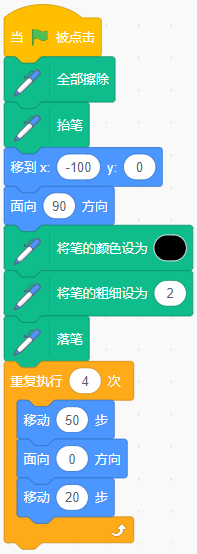 当 被点击
全部擦除
抬笔
移到 x: -100 y: 0
面向 90 方向
将笔的颜色设为
将笔的粗细设为 2
落笔
重复执行 4 次
移动 50 步
面向 0 方向
移动 20 步